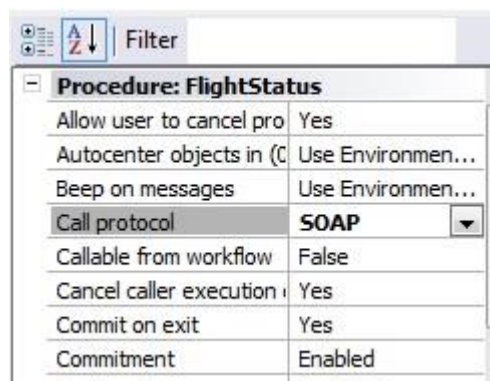 A Z Filter
Procedure: FlightStatus
Allow user to cancel pro Yes
Autocenter objects in (C Use Environmen...
Beep on messages Use Environmen...
Call protocol SOAP
Callable from workflow False
Cancel caller execution Yes
Commit on exit Yes
Commitment Enabled